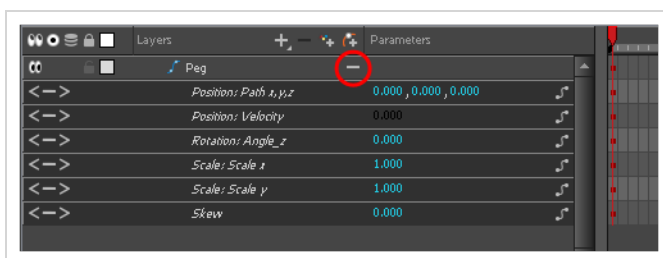 Layers Parameters
Peg
Position: Path x,y,z 0.000 , 0.000 , 0.000
Position: Velocity 0.000
Rotation: Angle_z 0.000
Scale: Scale x 1.000
Scale: Scale y 1.000
Skew 0.000